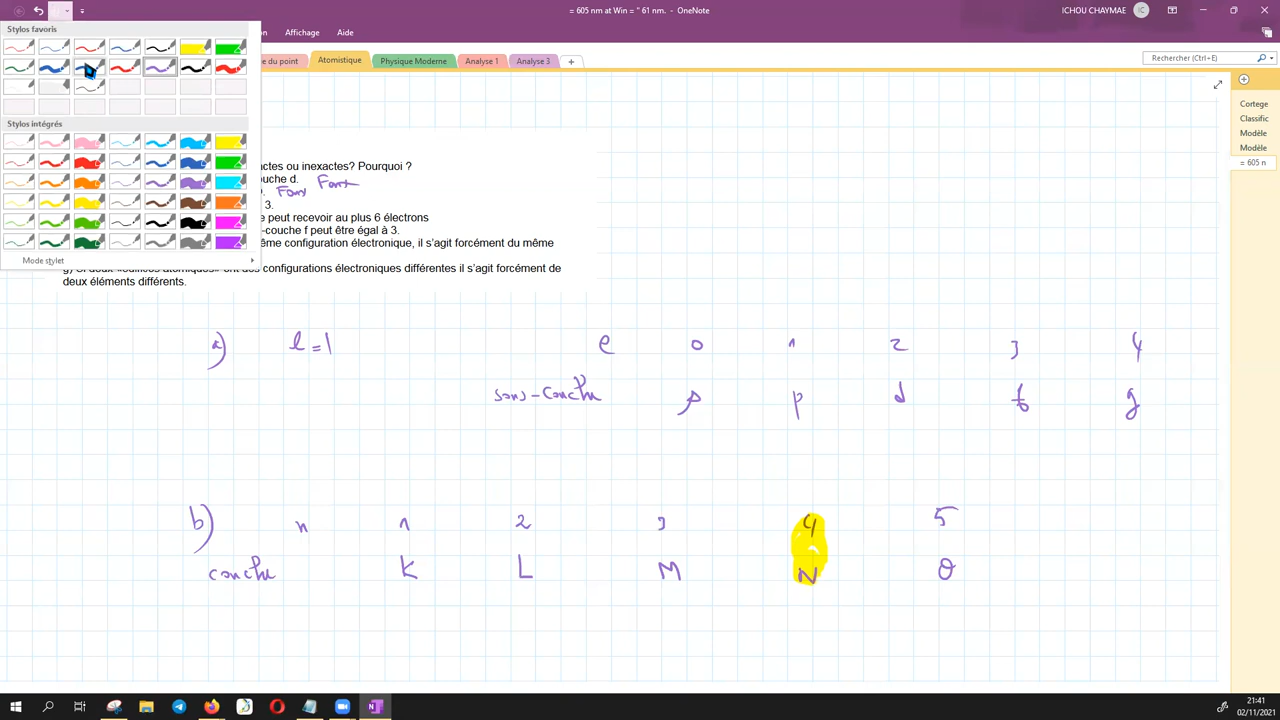 = 605 nm at Win = " 61 nm. - OneNote
ICHOU CHAYMAE IC
Stylos favoris
Affichage Aide
e du point Atomistique Physique Moderne Analyse 1 Analyse 3
Rechercher (Ctrl+E)
Stylos intégrés
Mode stylet
Cortege
Classific
Modèle
Modèle
= 605 n
actes ou inexactes? Pourquoi ?
couche d.
Faux Faux
3.
e peut recevoir au plus 6 électrons
-couche f peut être égal à 3.
ême configuration électronique, il s'agit forcément du même
g) Si deux «édifices atomiques» ont des configurations électroniques différentes il s'agit forcément de
deux éléments différents.
a) l=1 e 0 1 2 3 4
sous-couche s p d f g
b) n 1 2 3 4 5
couche K L M N O
21:41
02/11/2021